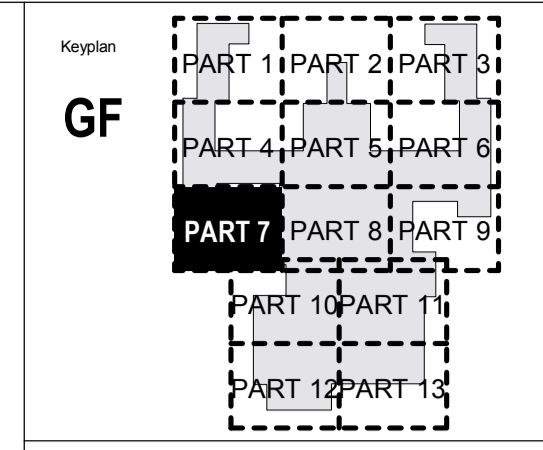 Keyplan
GF
PART 1 PART 2 PART 3
PART 4 PART 5 PART 6
PART 7 PART 8 PART 9
PART 10 PART 11
PART 12 PART 13